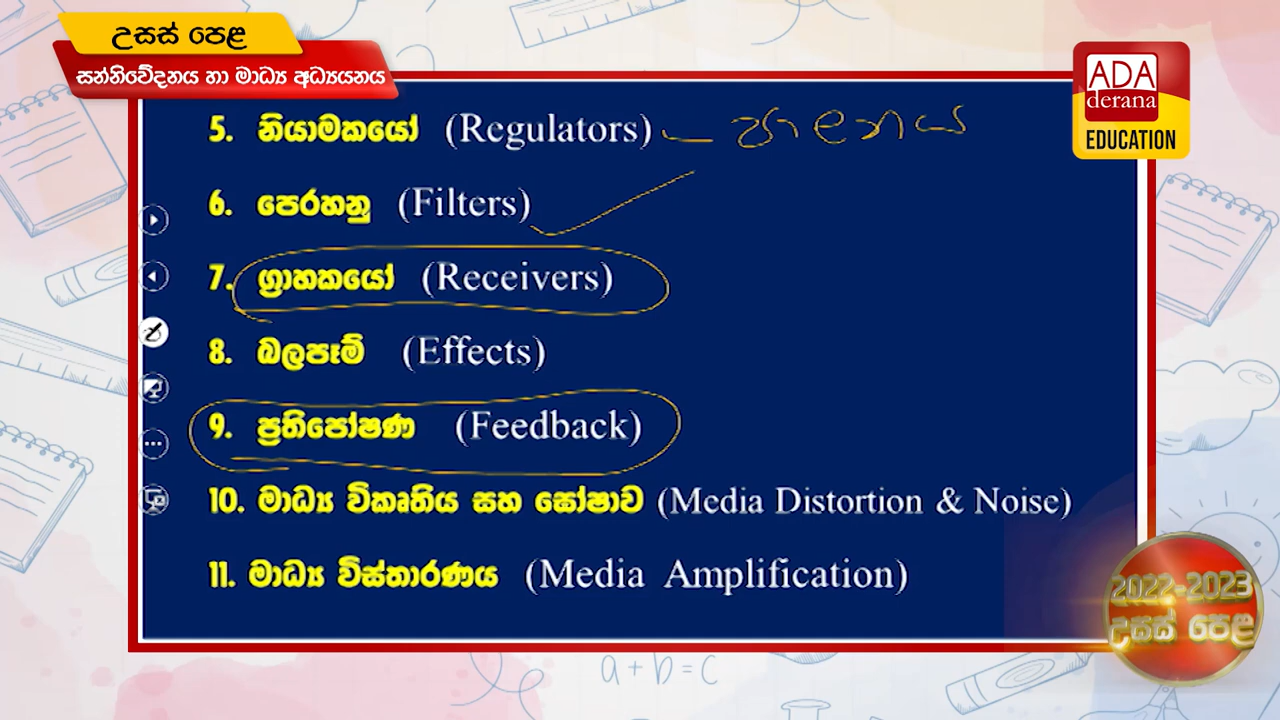 උසස් පෙළ
සන්නිවේදනය හා මාධ්‍ය අධ්‍යයනය
ADA
derana
EDUCATION
5. නියාමකයෝ (Regulators) පාලනය
6. පෙරහනු (Filters)
7. ග්‍රාහකයෝ (Receivers)
8. බලපෑම් (Effects)
9. ප්‍රතිපෝෂණ (Feedback)
10. මාධ්‍ය විකෘතිය සහ ඝෝෂාව (Media Distortion & Noise)
11. මාධ්‍ය විස්තාරණය (Media Amplification)
2022-2023
උසස් පෙළ
a+b=c